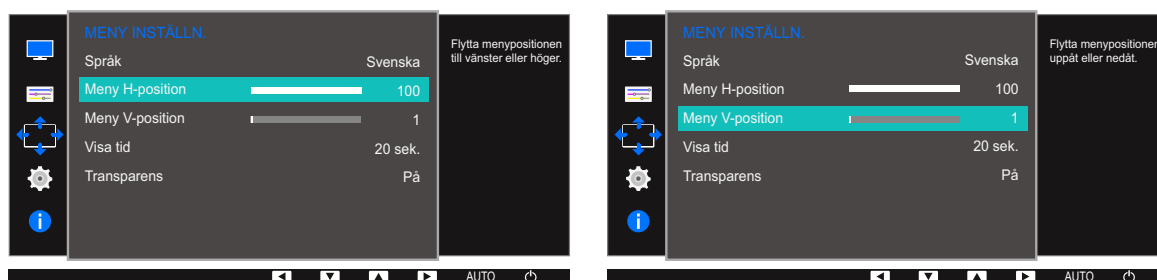 MENY INSTÄLLN.
Språk Svenska
Meny H-position 100
Meny V-position 1
Visa tid 20 sek.
Transparens På
Flytta menypositionen
till vänster eller höger.
AUTO
MENY INSTÄLLN.
Språk Svenska
Meny H-position 100
Meny V-position 1
Visa tid 20 sek.
Transparens På
Flytta menypositionen
uppåt eller nedåt.
AUTO